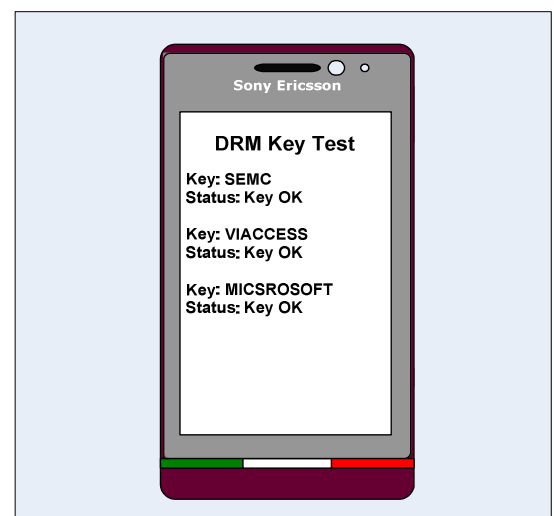 Sony Ericsson
DRM Key Test
Key: SEMC
Status: Key OK
Key: VIACCESS
Status: Key OK
Key: MICSROSOFT
Status: Key OK